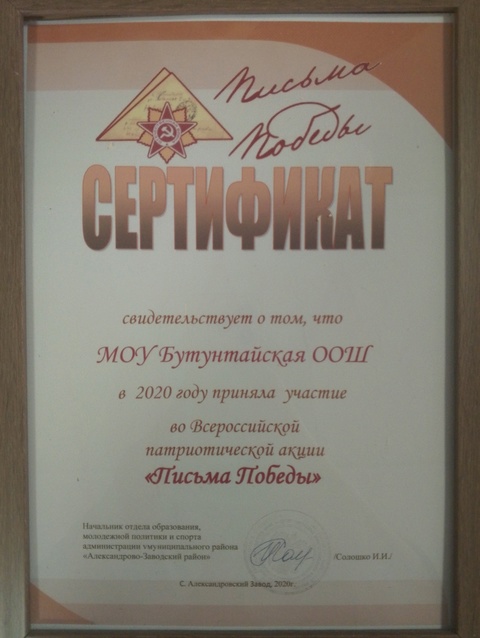 Письма
Победы
СЕРТИФИКАТ
свидетельствует о том, что
МОУ Бутунтайская ООШ
в 2020 году приняла участие
во Всероссийской
патриотической акции
«Письма Победы»
Начальник отдела образования,
молодежной политики и спорта
администрации vмуниципального района
«Александрово-Заводский район»
/Солошко И.И./
С. Александровский Завод, 2020г.